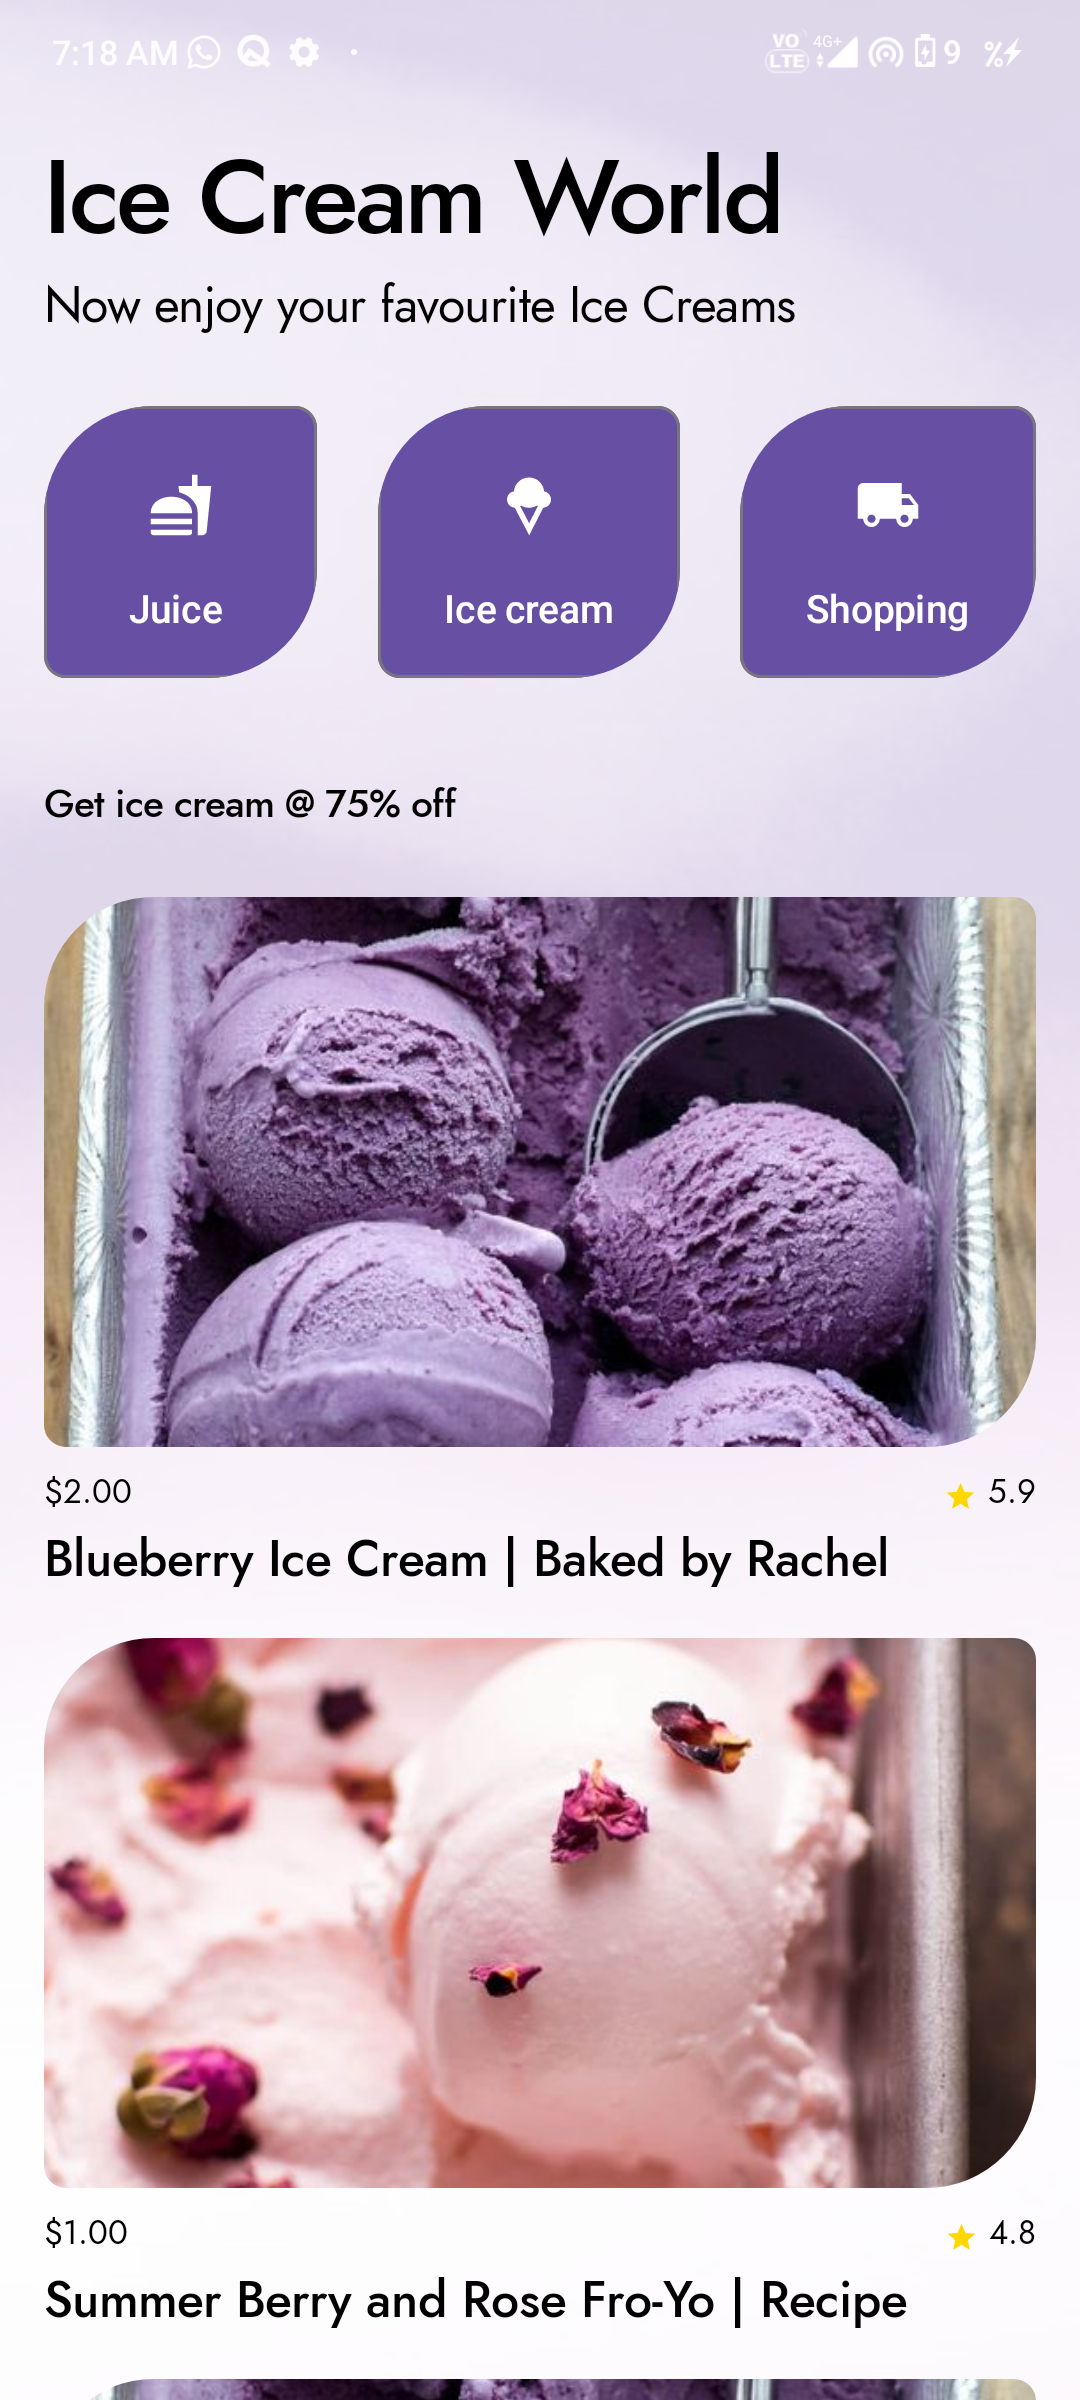 7:18 AM
VO LTE 4G+ 9 %
Ice Cream World
Now enjoy your favourite Ice Creams
Juice
Ice cream
Shopping
Get ice cream @ 75% off
$2.00 5.9
Blueberry Ice Cream | Baked by Rachel
$1.00 4.8
Summer Berry and Rose Fro-Yo | Recipe